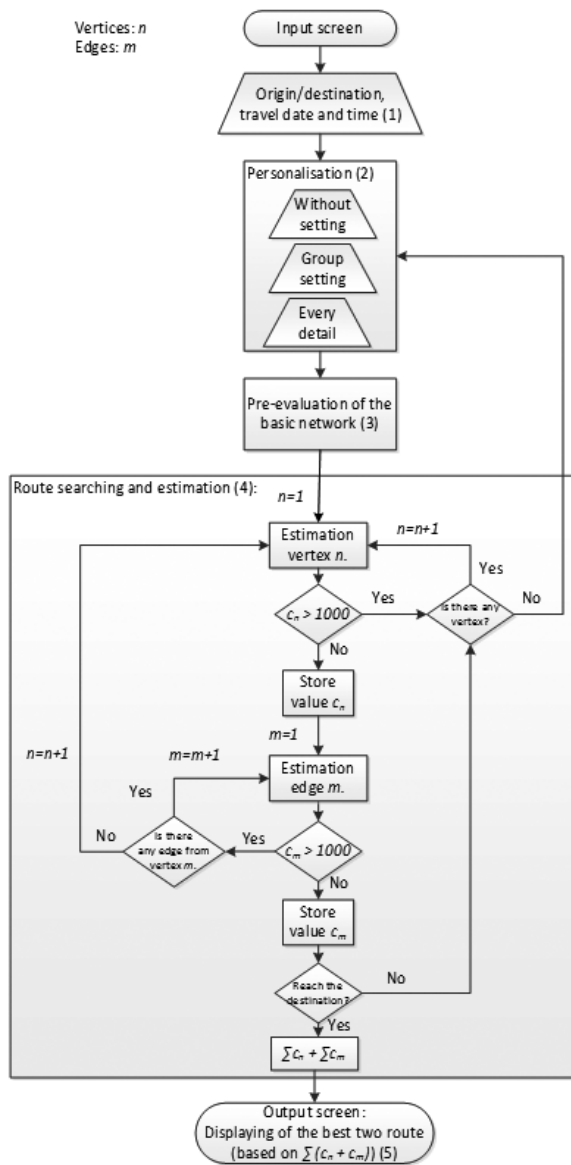 Vertices: n
Edges: m
Input screen
Origin/destination,
travel date and time (1)
Personalisation (2)
Without
setting
Group
setting
Every
detail
Pre-evaluation of the
basic network (3)
Route searching and estimation (4):
n=1
n=n+1
Estimation
vertex n.
Yes
No
cₙ > 1000
Yes
Is there any
vertex?
No
Store
value cₙ
n=n+1
m=m+1
m=1
Estimation
edge m.
Yes
No
Is there
any edge from
vertex m.
Yes
cₘ > 1000
No
Store
value cₘ
Reach the
destination?
No
Yes
∑cₙ + ∑cₘ
Output screen:
Displaying of the best two route
(based on ∑(cₙ + cₘ)) (5)